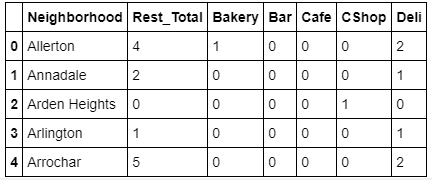 Neighborhood Rest_Total Bakery Bar Cafe CShop Deli
0 Allerton 4 1 0 0 0 2
1 Annadale 2 0 0 0 0 1
2 Arden Heights 0 0 0 0 1 0
3 Arlington 1 0 0 0 0 1
4 Arrochar 5 0 0 0 0 2